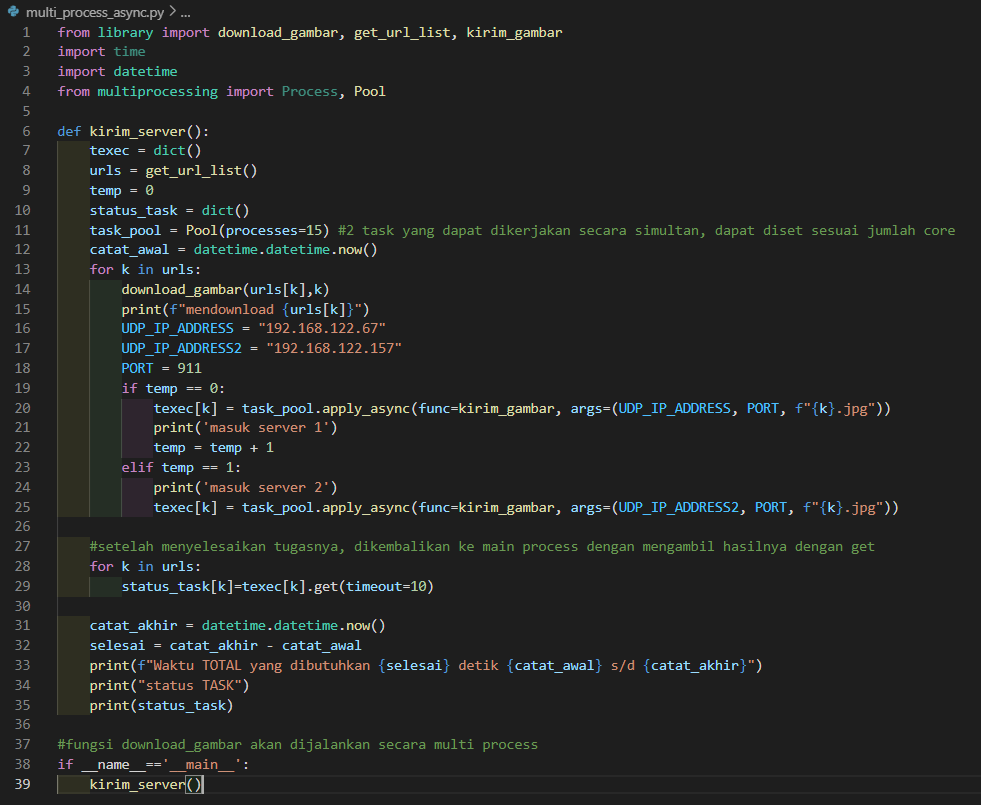 multi_process_async.py > ...
1 from library import download_gambar, get_url_list, kirim_gambar
2 import time
3 import datetime
4 from multiprocessing import Process, Pool
5
6 def kirim_server():
7     texec = dict()
8     urls = get_url_list()
9     temp = 0
10     status_task = dict()
11     task_pool = Pool(processes=15) #2 task yang dapat dikerjakan secara simultan, dapat diset sesuai jumlah core
12     catat_awal = datetime.datetime.now()
13     for k in urls:
14         download_gambar(urls[k],k)
15         print(f"mendownload {urls[k]}")
16         UDP_IP_ADDRESS = "192.168.122.67"
17         UDP_IP_ADDRESS2 = "192.168.122.157"
18         PORT = 911
19         if temp == 0:
20             texec[k] = task_pool.apply_async(func=kirim_gambar, args=(UDP_IP_ADDRESS, PORT, f"{k}.jpg"))
21             print('masuk server 1')
22             temp = temp + 1
23         elif temp == 1:
24             print('masuk server 2')
25             texec[k] = task_pool.apply_async(func=kirim_gambar, args=(UDP_IP_ADDRESS2, PORT, f"{k}.jpg"))
26
27     #setelah menyelesaikan tugasnya, dikembalikan ke main process dengan mengambil hasilnya dengan get
28     for k in urls:
29         status_task[k]=texec[k].get(timeout=10)
30
31     catat_akhir = datetime.datetime.now()
32     selesai = catat_akhir - catat_awal
33     print(f"Waktu TOTAL yang dibutuhkan {selesai} detik {catat_awal} s/d {catat_akhir}")
34     print("status TASK")
35     print(status_task)
36
37 #fungsi download_gambar akan dijalankan secara multi process
38 if __name__=='__main__':
39     kirim_server()